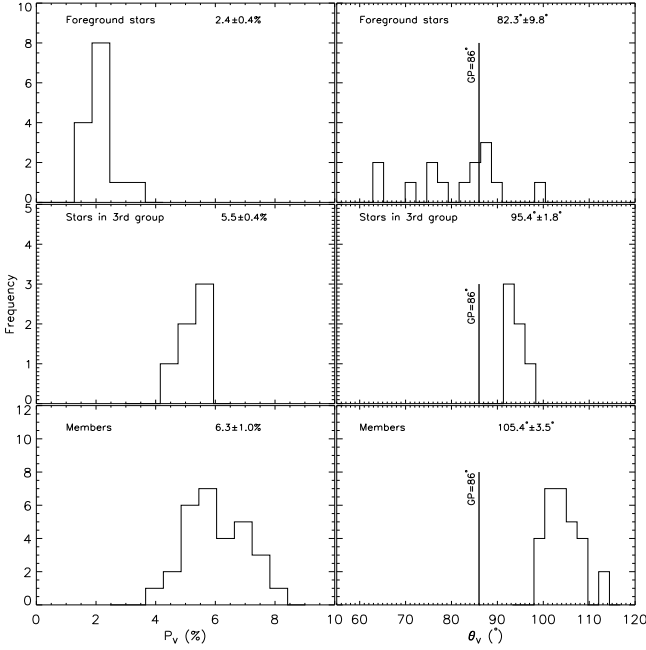 Foreground stars 2.4±0.4%
Foreground stars 82.3°±9.8°
10
8
6
4
2
0
GP=86°
Stars in 3rd group 5.5±0.4%
Stars in 3rd group 95.4°±1.8°
5
4
3
2
1
0
GP=86°
Frequency
Members 6.3±1.0%
Members 105.4°±3.5°
12
10
8
6
4
2
0
GP=86°
0 2 4 6 8 10
50 60 70 80 90 100 110 120
Pv (%)
θv (°)